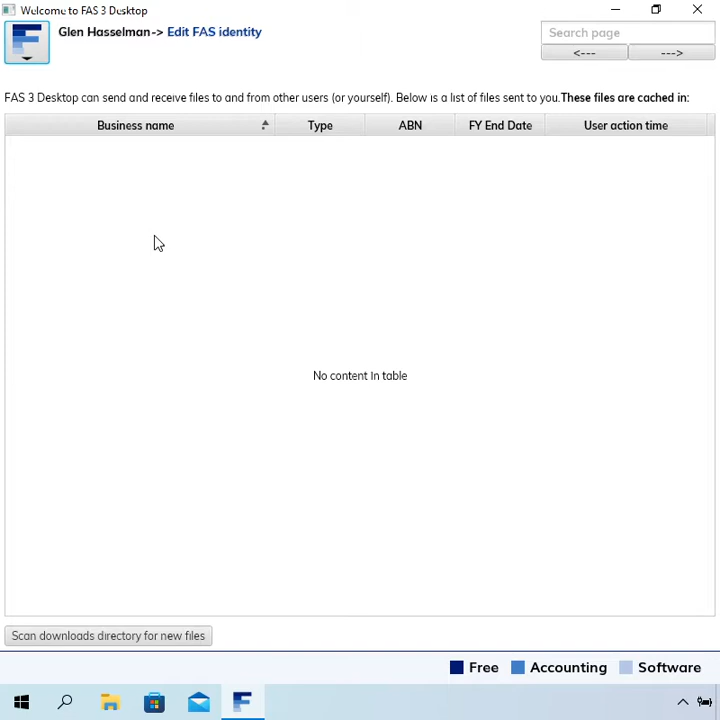 Welcome to FAS 3 Desktop
Glen Hasselman-> Edit FAS identity
Search page
<--- --->
FAS 3 Desktop can send and receive files to and from other users (or yourself). Below is a list of files sent to you.These files are cached in:
Business name Type ABN FY End Date User action time
No content in table
Scan downloads directory for new files
Free Accounting Software